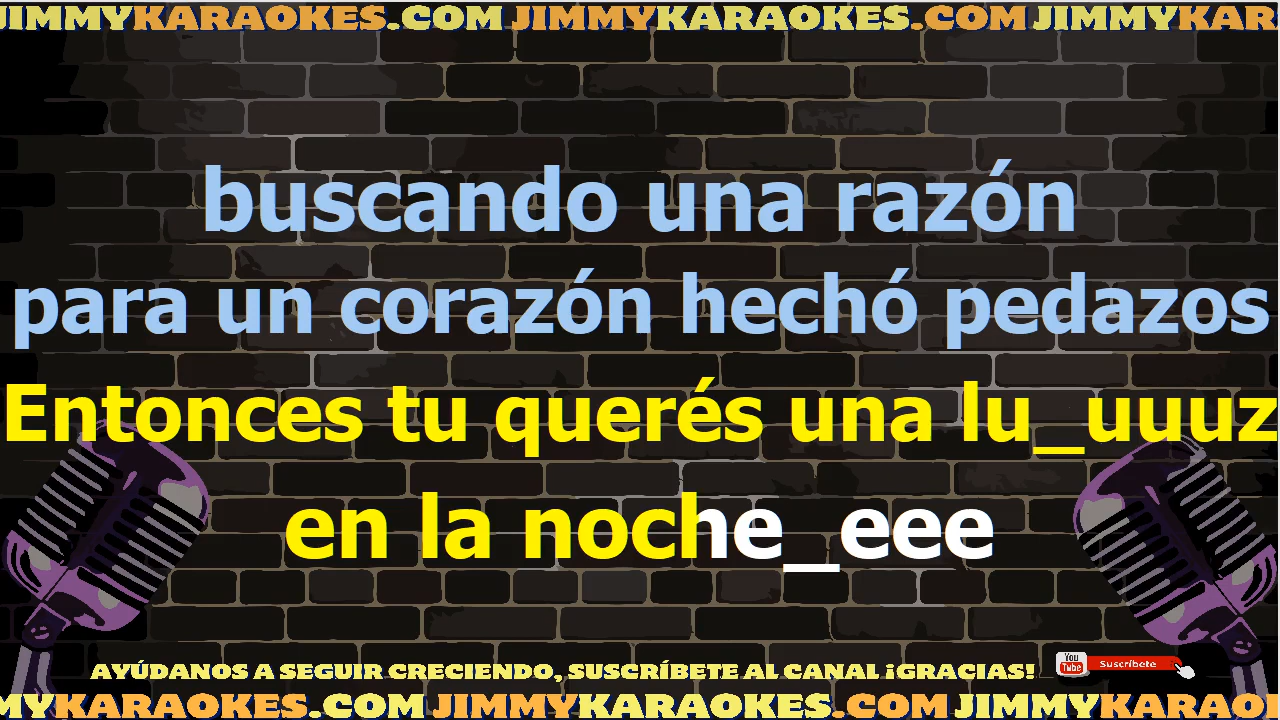 JIMMYKARAOKES.COM JIMMYKARAOKES.COM JIMMYKAR
buscando una razón
para un corazón hechó pedazos
Entonces tu querés una lu_uuuz
en la noche_eee
AYÚDANOS A SEGUIR CRECIENDO, SUSCRÍBETE AL CANAL ¡GRACIAS!
You Tube Suscríbete
MYKARAOKES.COM JIMMYKARAOKES.COM JIMMYKARAO